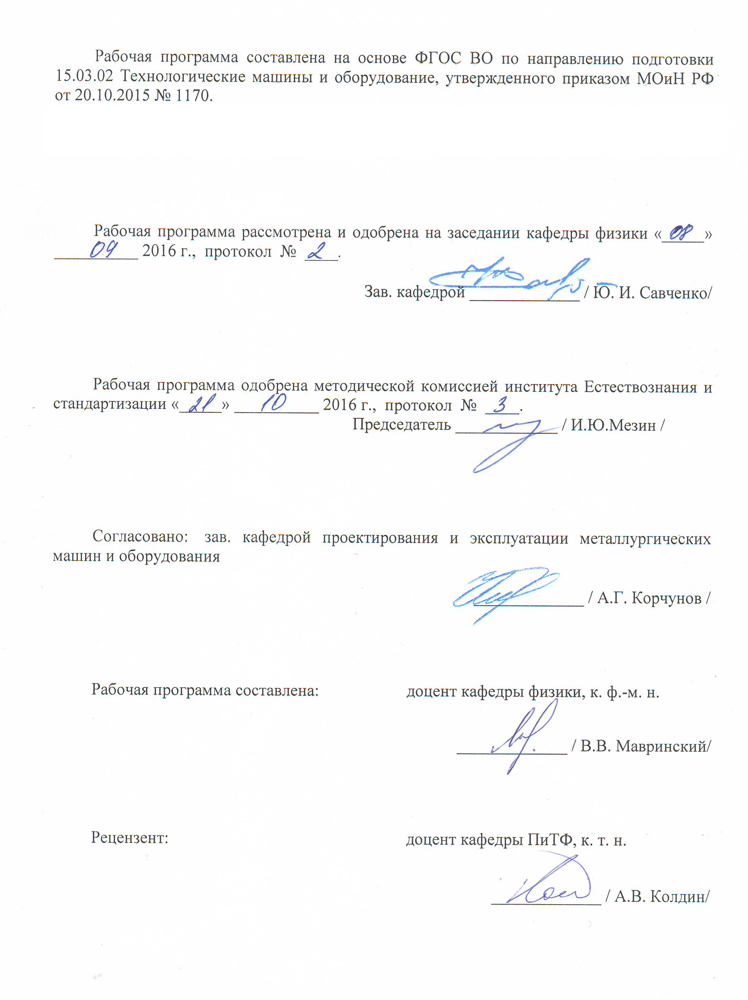 Рабочая программа составлена на основе ФГОС ВО по направлению подготовки
15.03.02 Технологические машины и оборудование, утвержденного приказом МОиН РФ
от 20.10.2015 № 1170.
Рабочая программа рассмотрена и одобрена на заседании кафедры физики «08»
09 2016 г., протокол № 2.
Зав. кафедрой / Ю. И. Савченко/
Рабочая программа одобрена методической комиссией института Естествознания и
стандартизации «21» 10 2016 г., протокол № 3.
Председатель / И.Ю.Мезин /
Согласовано: зав. кафедрой проектирования и эксплуатации металлургических
машин и оборудования
/ А.Г. Корчунов /
Рабочая программа составлена: доцент кафедры физики, к. ф.-м. н.
/ В.В. Мавринский/
Рецензент: доцент кафедры ПиТФ, к. т. н.
/ А.В. Колдин/